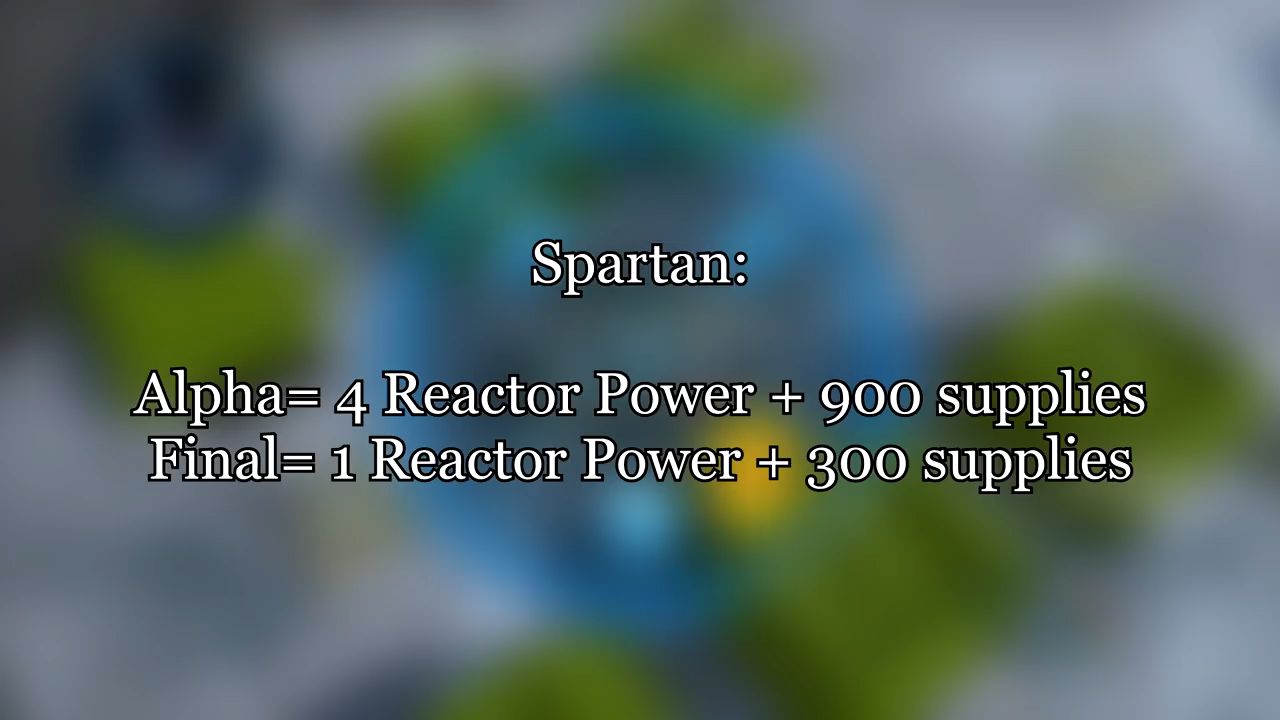 Spartan:
Alpha= 4 Reactor Power + 900 supplies
Final= 1 Reactor Power + 300 supplies